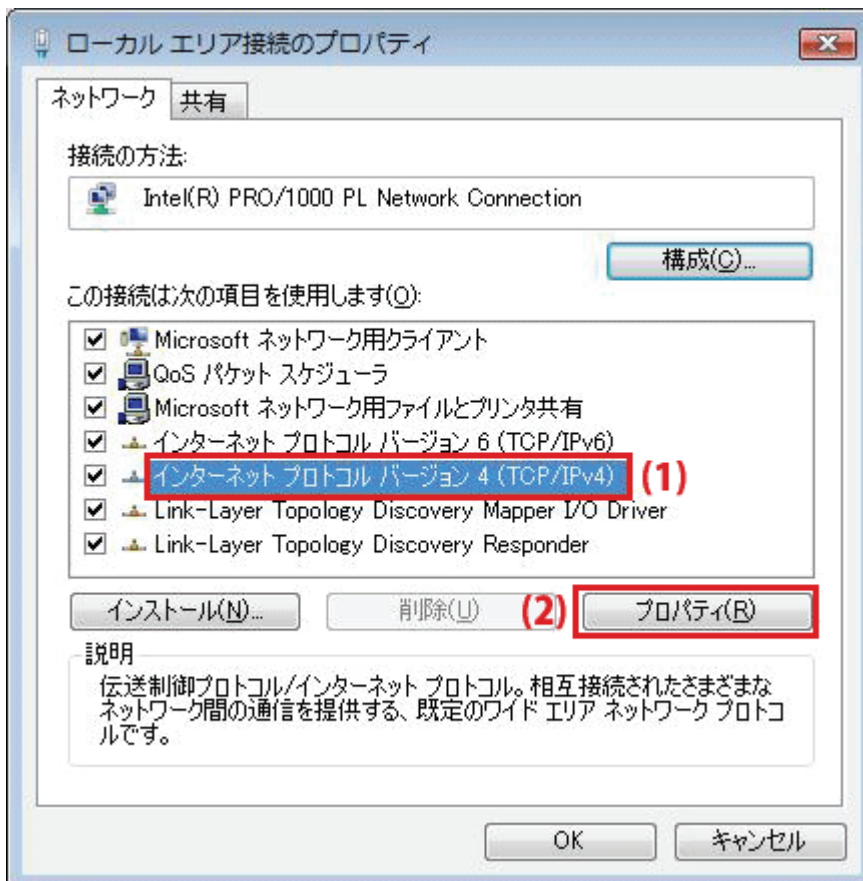 ローカル エリア接続のプロパティ
ネットワーク 共有
接続の方法:
Intel(R) PRO/1000 PL Network Connection
構成(C)...
この接続は次の項目を使用します(O):
Microsoft ネットワーク用クライアント
QoS パケット スケジューラ
Microsoft ネットワーク用ファイルとプリンタ共有
インターネット プロトコル バージョン 6 (TCP/IPv6)
インターネット プロトコル バージョン 4 (TCP/IPv4) (1)
Link-Layer Topology Discovery Mapper I/O Driver
Link-Layer Topology Discovery Responder
インストール(N)... 削除(U) (2) プロパティ(R)
説明
伝送制御プロトコル/インターネット プロトコル。相互接続されたさまざまな
ネットワーク間の通信を提供する、既定のワイド エリア ネットワーク プロトコ
ルです。
OK キャンセル